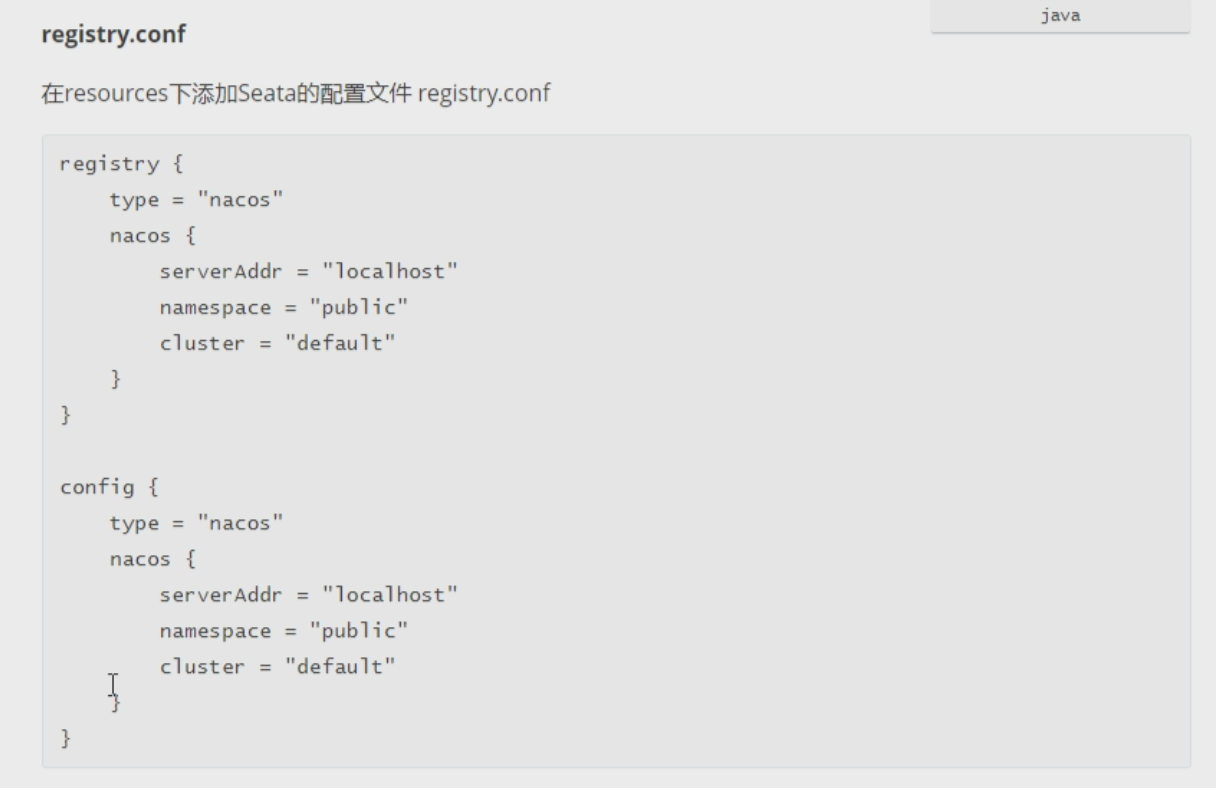 java
registry.conf
在resources下添加Seata的配置文件 registry.conf
registry {
    type = "nacos"
    nacos {
        serverAddr = "localhost"
        namespace = "public"
        cluster = "default"
    }
}
config {
    type = "nacos"
    nacos {
        serverAddr = "localhost"
        namespace = "public"
        cluster = "default"
    }
}